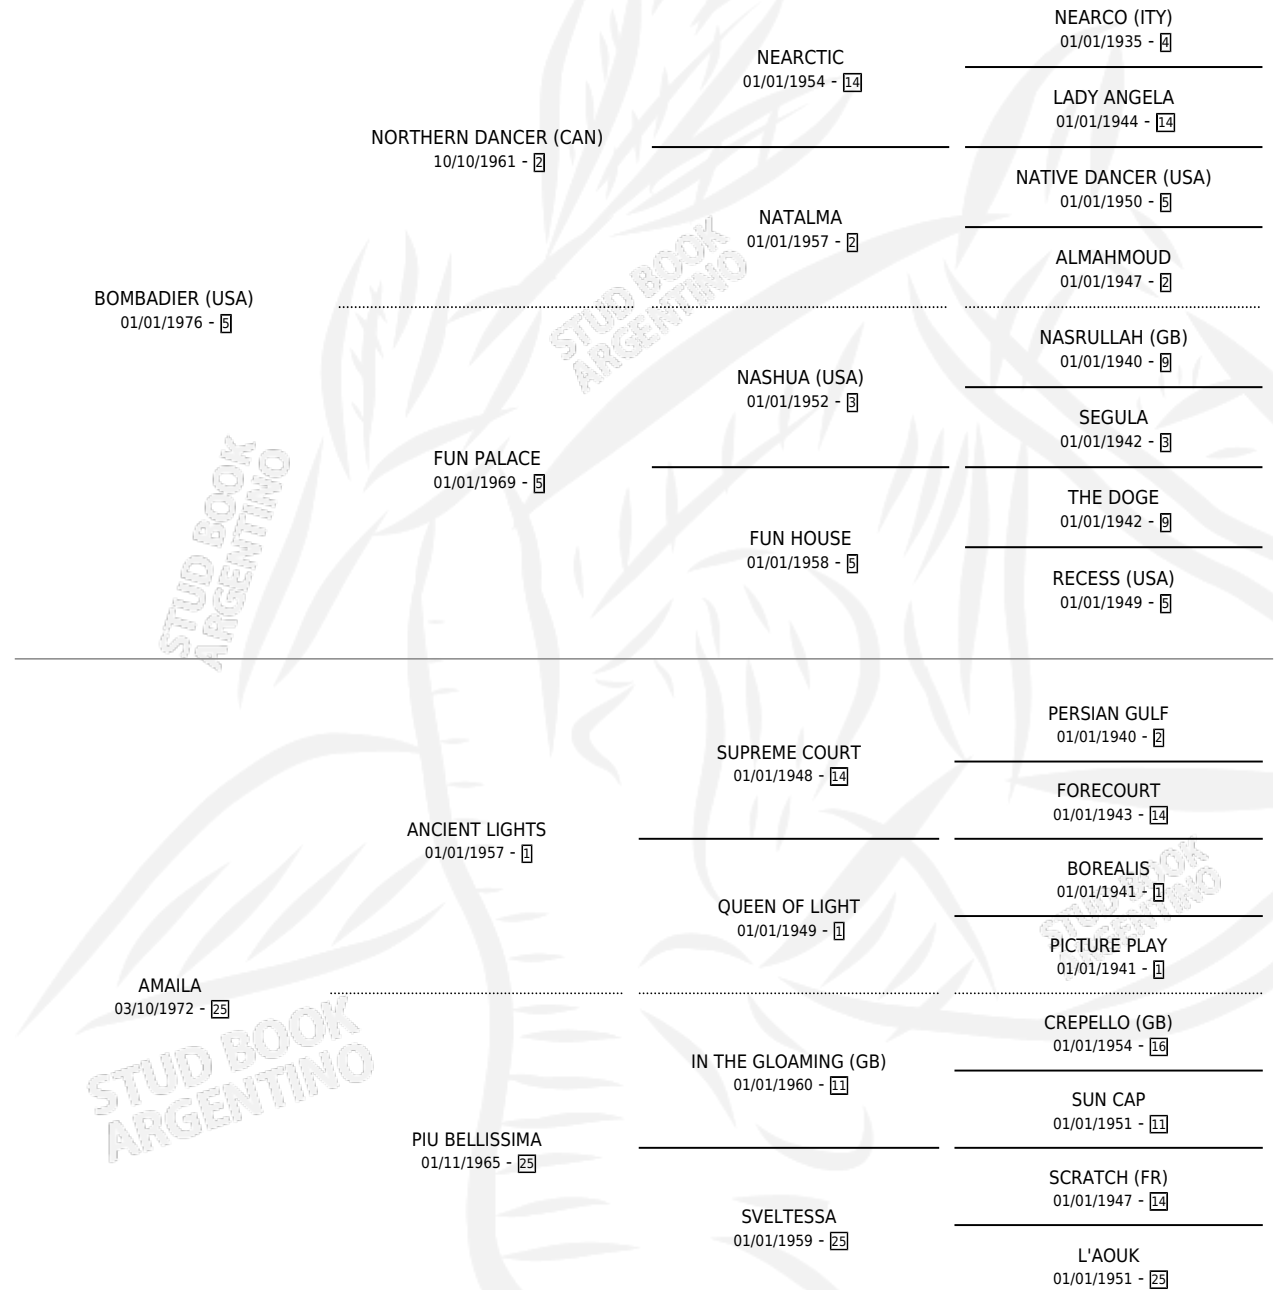 NEARCO (ITY)
01/01/1935 - 4
NEARCTIC
01/01/1954 - 14
LADY ANGELA
01/01/1944 - 14
NORTHERN DANCER (CAN)
10/10/1961 - 2
NATIVE DANCER (USA)
01/01/1950 - 5
NATALMA
01/01/1957 - 2
ALMAHMOUD
01/01/1947 - 2
BOMBADIER (USA)
01/01/1976 - 5
STUD BOOK
ARGENTINO
NASRULLAH (GB)
01/01/1940 - 9
NASHUA (USA)
01/01/1952 - 3
SEGULA
01/01/1942 - 3
FUN PALACE
01/01/1969 - 5
THE DOGE
01/01/1942 - 9
FUN HOUSE
01/01/1958 - 5
RECESS (USA)
01/01/1949 - 5
STUD BOOK
ARGENTINO
PERSIAN GULF
01/01/1940 - 2
SUPREME COURT
01/01/1948 - 14
FORECOURT
01/01/1943 - 14
ANCIENT LIGHTS
01/01/1957 - 1
BOREALIS
01/01/1941 - 1
QUEEN OF LIGHT
01/01/1949 - 1
PICTURE PLAY
01/01/1941 - 1
STUD BOOK
ARGENTINO
AMAILA
03/10/1972 - 25
CREPELLO (GB)
01/01/1954 - 16
IN THE GLOAMING (GB)
01/01/1960 - 11
SUN CAP
01/01/1951 - 11
STUD BOOK
ARGENTINO
PIU BELLISSIMA
01/11/1965 - 25
SCRATCH (FR)
01/01/1947 - 14
SVELTESSA
01/01/1959 - 25
L'AOUK
01/01/1951 - 25